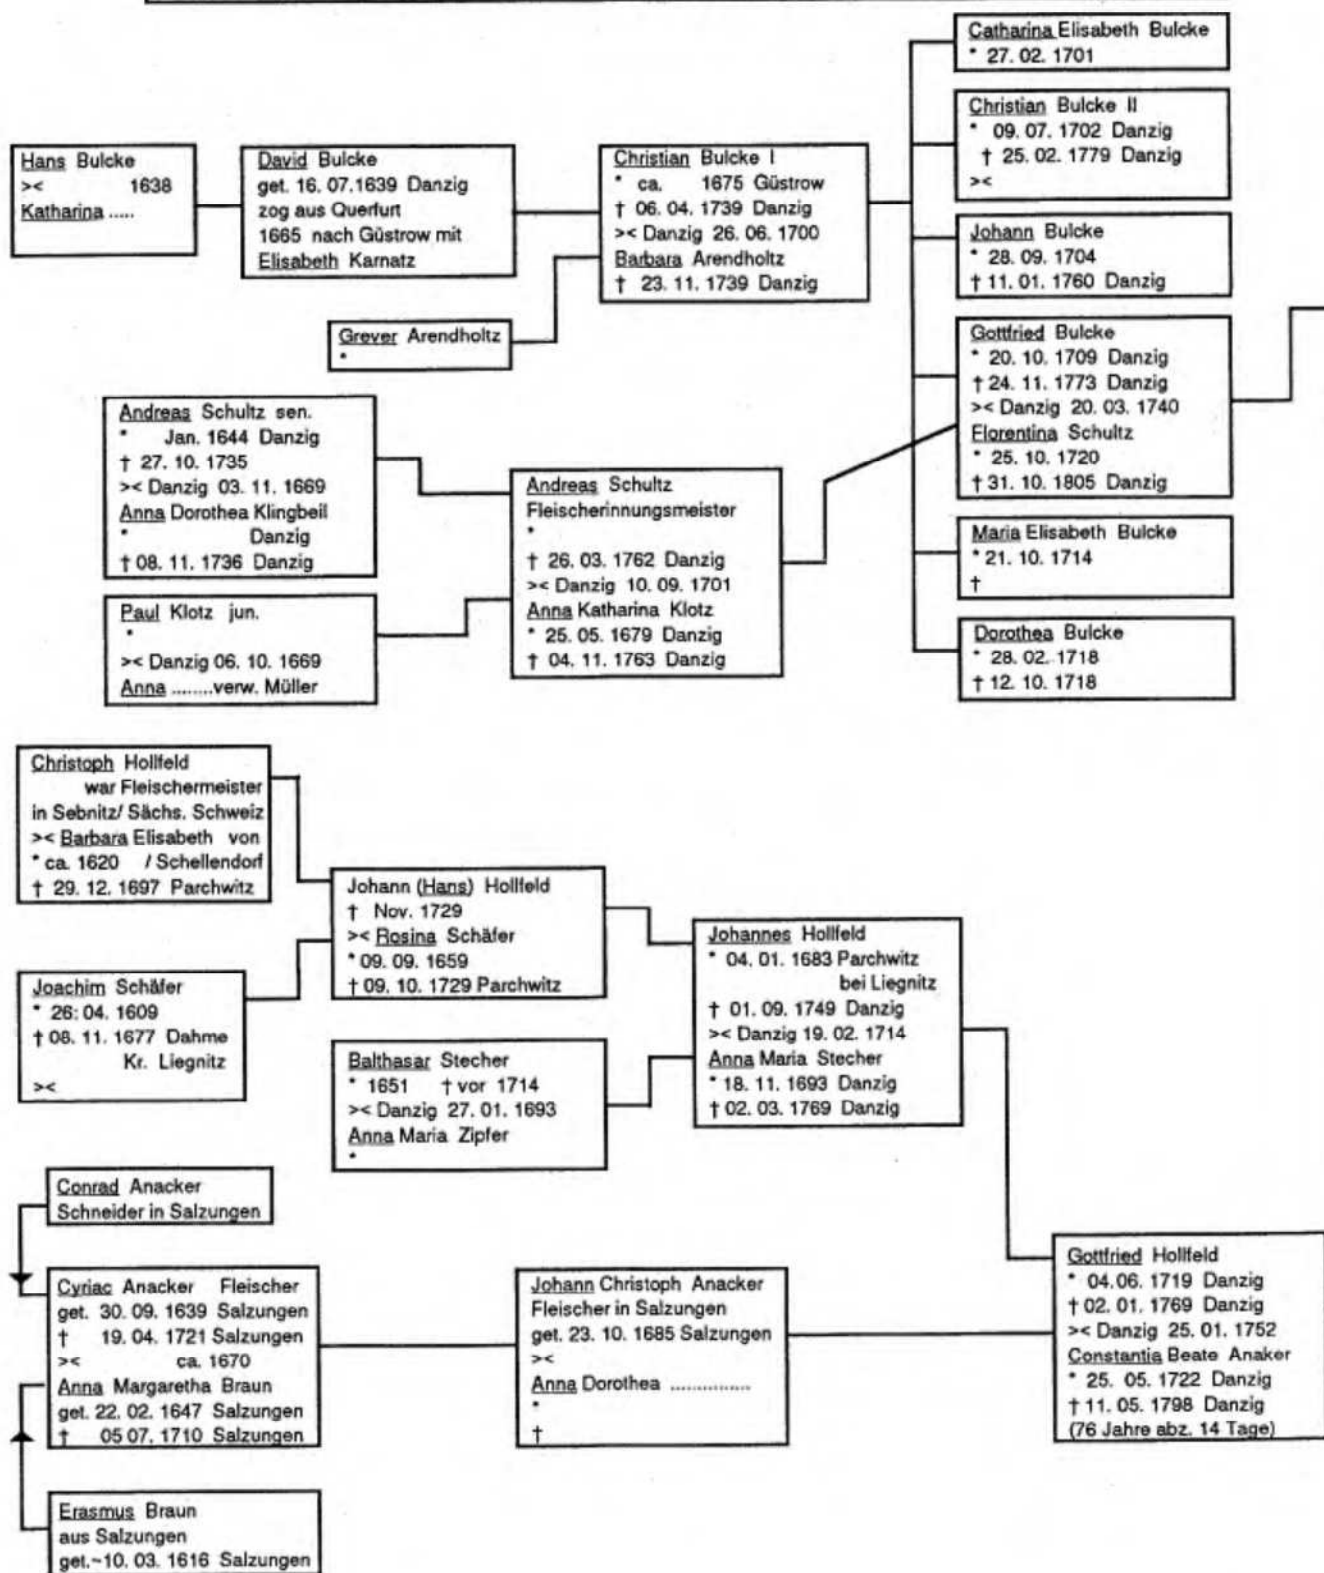 Hans Bulcke
>< 1638
Katharina .....
David Bulcke
get. 16. 07.1639 Danzig
zog aus Querfurt
1665 nach Güstrow mit
Elisabeth Karnatz
Christian Bulcke I
* ca. 1675 Güstrow
† 06. 04. 1739 Danzig
>< Danzig 26. 06. 1700
Barbara Arendholtz
† 23. 11. 1739 Danzig
Grever Arendholtz
*
Catharina Elisabeth Bulcke
* 27. 02. 1701
Christian Bulcke II
* 09. 07. 1702 Danzig
† 25. 02. 1779 Danzig
><
Johann Bulcke
* 28. 09. 1704
† 11. 01. 1760 Danzig
Gottfried Bulcke
* 20. 10. 1709 Danzig
† 24. 11. 1773 Danzig
>< Danzig 20. 03. 1740
Florentina Schultz
* 25. 10. 1720
† 31. 10. 1805 Danzig
Maria Elisabeth Bulcke
* 21. 10. 1714
†
Dorothea Bulcke
* 28. 02. 1718
† 12. 10. 1718
Andreas Schultz sen.
* Jan. 1644 Danzig
† 27. 10. 1735
>< Danzig 03. 11. 1669
Anna Dorothea Klingbeil
* Danzig
† 08. 11. 1736 Danzig
Paul Klotz jun.
*
>< Danzig 06. 10. 1669
Anna ........verw. Müller
Andreas Schultz
Fleischerinnungsmeister
*
† 26. 03. 1762 Danzig
>< Danzig 10. 09. 1701
Anna Katharina Klotz
* 25. 05. 1679 Danzig
† 04. 11. 1763 Danzig
Christoph Hollfeld
war Fleischermeister
in Sebnitz/ Sächs. Schweiz
>< Barbara Elisabeth von
* ca. 1620 / Schellendorf
† 29. 12. 1697 Parchwitz
Joachim Schäfer
* 26: 04. 1609
† 08. 11. 1677 Dahme
Kr. Liegnitz
><
Johann (Hans) Hollfeld
† Nov. 1729
>< Rosina Schäfer
* 09. 09. 1659
† 09. 10. 1729 Parchwitz
Balthasar Stecher
* 1651 † vor 1714
>< Danzig 27. 01. 1693
Anna Maria Zipfer
*
Johannes Hollfeld
* 04. 01. 1683 Parchwitz
bei Liegnitz
† 01. 09. 1749 Danzig
>< Danzig 19. 02. 1714
Anna Maria Stecher
* 18. 11. 1693 Danzig
† 02. 03. 1769 Danzig
Conrad Anacker
Schneider in Salzungen
Cyriac Anacker Fleischer
get. 30. 09. 1639 Salzungen
† 19. 04. 1721 Salzungen
>< ca. 1670
Anna Margaretha Braun
get. 22. 02. 1647 Salzungen
† 05 07. 1710 Salzungen
Erasmus Braun
aus Salzungen
get.~10. 03. 1616 Salzungen
Johann Christoph Anacker
Fleischer in Salzungen
get. 23. 10. 1685 Salzungen
><
Anna Dorothea ...............
*
†
Gottfried Hollfeld
* 04.06. 1719 Danzig
† 02. 01. 1769 Danzig
>< Danzig 25. 01. 1752
Constantia Beate Anaker
* 25. 05. 1722 Danzig
† 11. 05. 1798 Danzig
(76 Jahre abz. 14 Tage)